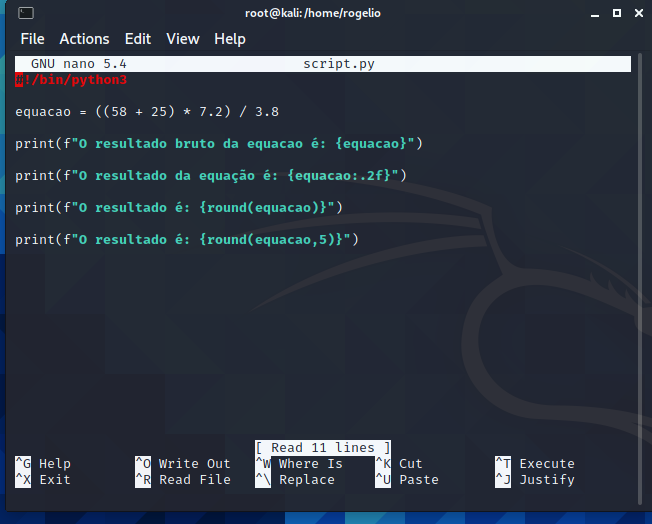 root@kali:/home/rogelio
File Actions Edit View Help
GNU nano 5.4 script.py
#!/bin/python3
equacao = ((58 + 25) * 7.2) / 3.8
print(f"O resultado bruto da equacao é: {equacao}")
print(f"O resultado da equação é: {equacao:.2f}")
print(f"O resultado é: {round(equacao)}")
print(f"O resultado é: {round(equacao,5)}")
[ Read 11 lines ]
^G Help ^O Write Out ^W Where Is ^K Cut ^T Execute
^X Exit ^R Read File ^\ Replace ^U Paste ^J Justify